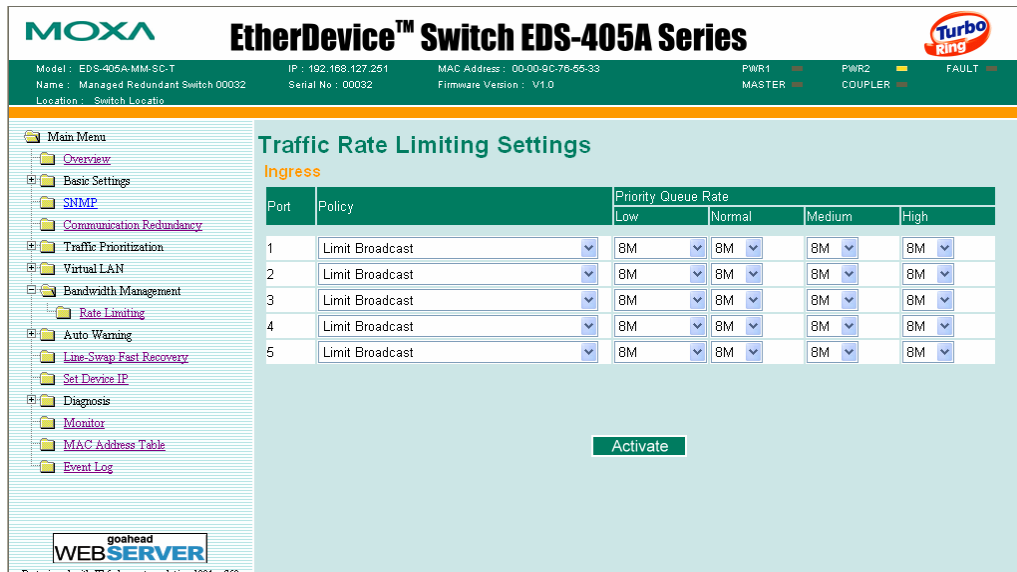 MOXA
EtherDevice™ Switch EDS-405A Series
Turbo Ring
Model : EDS-405A-MM-SC-T
IP : 192.168.127.251
MAC Address : 00-00-9C-76-55-33
PWR1
PWR2
FAULT
Name : Managed Redundant Switch 00032
Serial No : 00032
Firmware Version : V1.0
MASTER
COUPLER
Location : Switch Locatio
Main Menu
Overview
Basic Settings
SNMP
Communication Redundancy
Traffic Prioritization
Virtual LAN
Bandwidth Management
Rate Limiting
Auto Warning
Line-Swap Fast Recovery
Set Device IP
Diagnosis
Monitor
MAC Address Table
Event Log
goahead
WEBSERVER
Traffic Rate Limiting Settings
Ingress
Port Policy Priority Queue Rate
Low Normal Medium High
1 Limit Broadcast 8M 8M 8M 8M
2 Limit Broadcast 8M 8M 8M 8M
3 Limit Broadcast 8M 8M 8M 8M
4 Limit Broadcast 8M 8M 8M 8M
5 Limit Broadcast 8M 8M 8M 8M
Activate